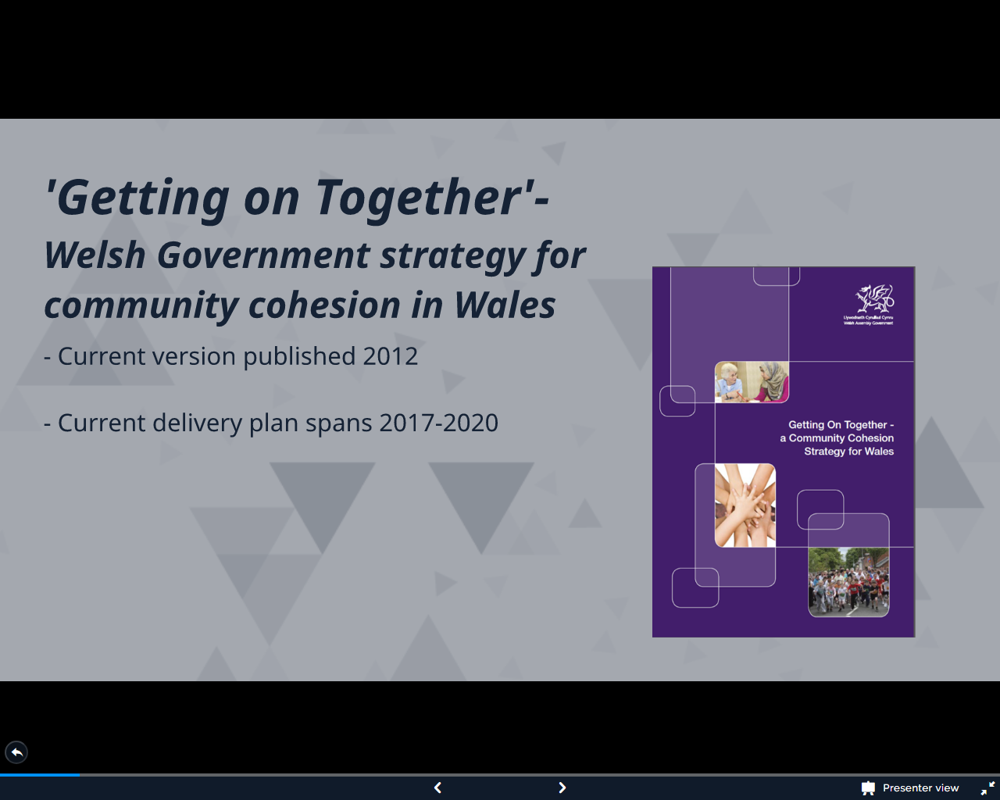 'Getting on Together'-
Welsh Government strategy for
community cohesion in Wales
- Current version published 2012
- Current delivery plan spans 2017-2020
Llywodraeth Cynulliad Cymru
Welsh Assembly Government
Getting On Together -
a Community Cohesion
Strategy for Wales
Presenter view